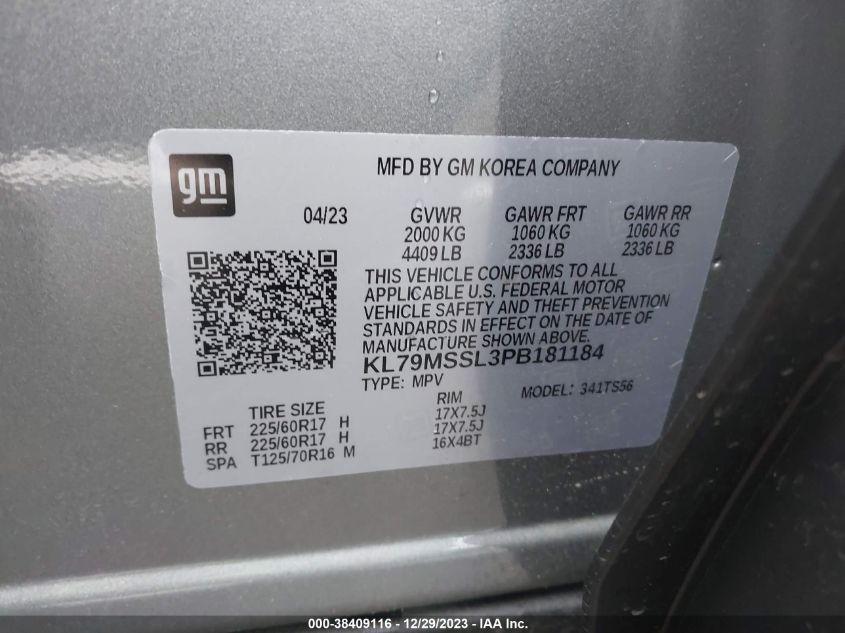 gm
MFD BY GM KOREA COMPANY
04/23 GVWR GAWR FRT GAWR RR
2000 KG 1060 KG 1060 KG
4409 LB 2336 LB 2336 LB
THIS VEHICLE CONFORMS TO ALL
APPLICABLE U.S. FEDERAL MOTOR
VEHICLE SAFETY AND THEFT PREVENTION
STANDARDS IN EFFECT ON THE DATE OF
MANUFACTURE SHOWN ABOVE.
KL79MSSL3PB181184
TYPE: MPV MODEL: 341TS56
TIRE SIZE RIM
FRT 225/60R17 H 17X7.5J
RR 225/60R17 H 17X7.5J
SPA T125/70R16 M 16X4BT
000-38409116 - 12/29/2023 - IAAI.com.